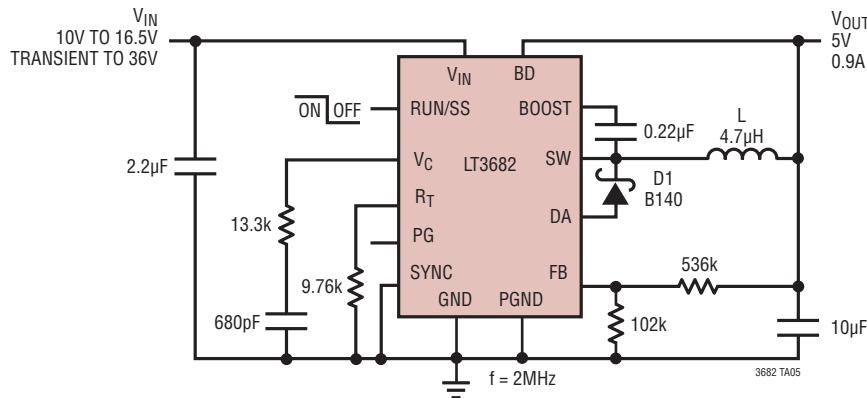 VIN
10V TO 16.5V
TRANSIENT TO 36V
VOUT
5V
0.9A
VIN
BD
ON OFF
RUN/SS
BOOST
0.22µF
L
4.7µH
2.2µF
VC
LT3682
SW
D1
B140
RT
DA
13.3k
PG
9.76k
SYNC
FB
536k
680pF
GND
PGND
102k
10µF
f = 2MHz
3682 TA05